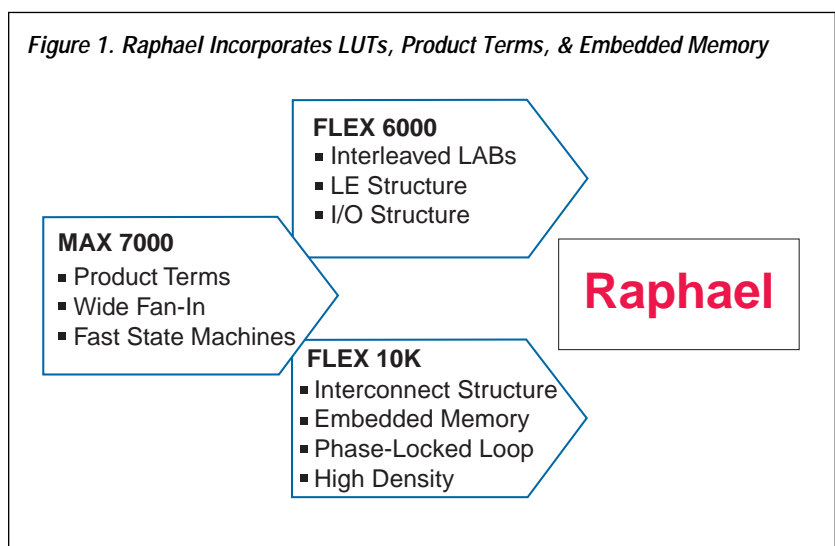 Figure 1. Raphael Incorporates LUTs, Product Terms, & Embedded Memory
FLEX 6000
▪ Interleaved LABs
▪ LE Structure
▪ I/O Structure
MAX 7000
▪ Product Terms
▪ Wide Fan-In
▪ Fast State Machines
Raphael
FLEX 10K
▪ Interconnect Structure
▪ Embedded Memory
▪ Phase-Locked Loop
▪ High Density